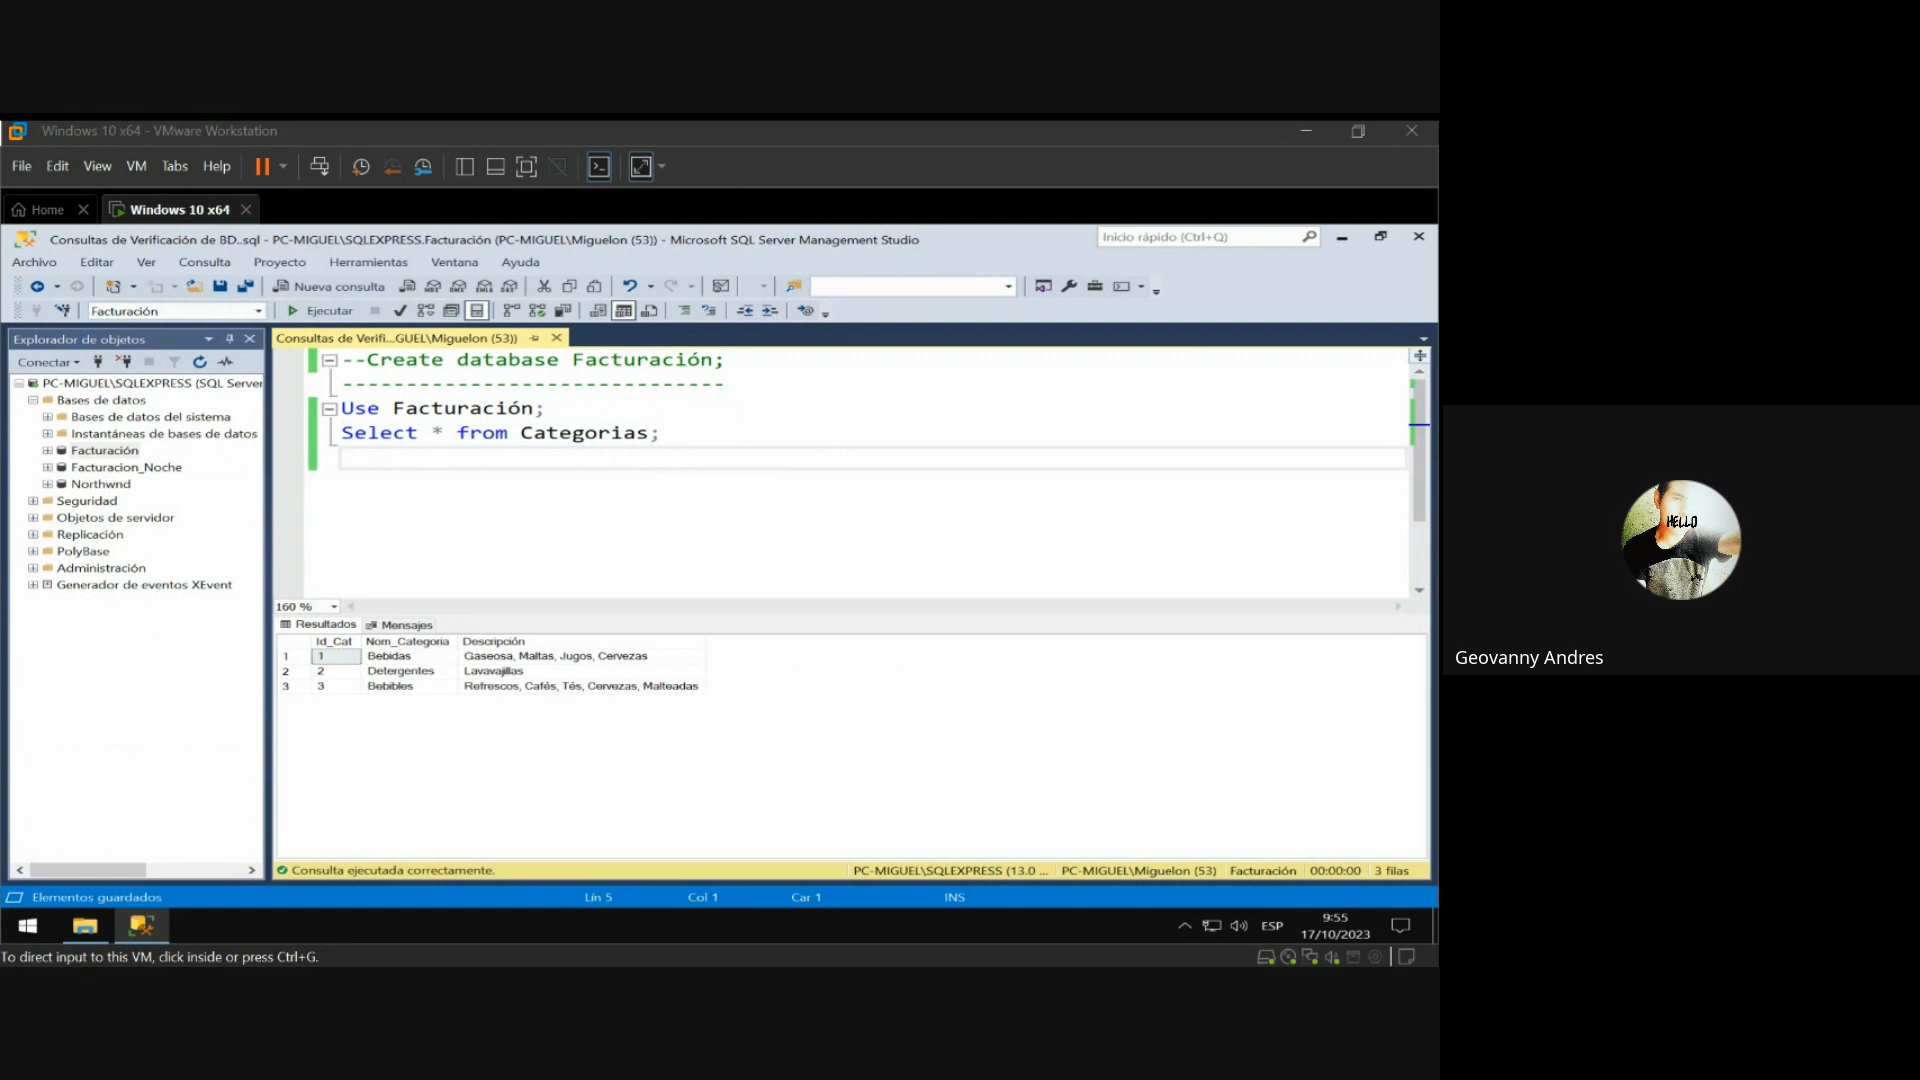 Windows 10 x64 - VMware Workstation
File Edit View VM Tabs Help
Home
Windows 10 x64
Consultas de Verificación de BD..sql - PC-MIGUEL\SQLEXPRESS.Facturación (PC-MIGUEL\Miguelon (53)) - Microsoft SQL Server Management Studio
Inicio rápido (Ctrl+Q)
Archivo Editar Ver Consulta Proyecto Herramientas Ventana Ayuda
Nueva consulta
Facturación
Ejecutar
Explorador de objetos
Conectar
PC-MIGUEL\SQLEXPRESS (SQL Server
Bases de datos
Bases de datos del sistema
Instantáneas de bases de datos
Facturación
Facturacion_Noche
Northwnd
Seguridad
Objetos de servidor
Replicación
PolyBase
Administración
Generador de eventos XEvent
Consultas de Verifi...GUEL\Miguelon (53))
--Create database Facturación;
------------------------------
Use Facturación;
Select * from Categorias;
160 %
Resultados Mensajes
Id_Cat Nom_Categoria Descripción
1 1 Bebidas Gaseosa, Maltas, Jugos, Cervezas
2 2 Detergentes Lavavajillas
3 3 Bebibles Refrescos, Cafés, Tés, Cervezas, Malteadas
Consulta ejecutada correctamente.
PC-MIGUEL\SQLEXPRESS (13.0 ... PC-MIGUEL\Miguelon (53) Facturación 00:00:00 3 filas
Elementos guardados Lín 5 Col 1 Car 1 INS
ESP
9:55
17/10/2023
To direct input to this VM, click inside or press Ctrl+G.
HELLO
Geovanny Andres